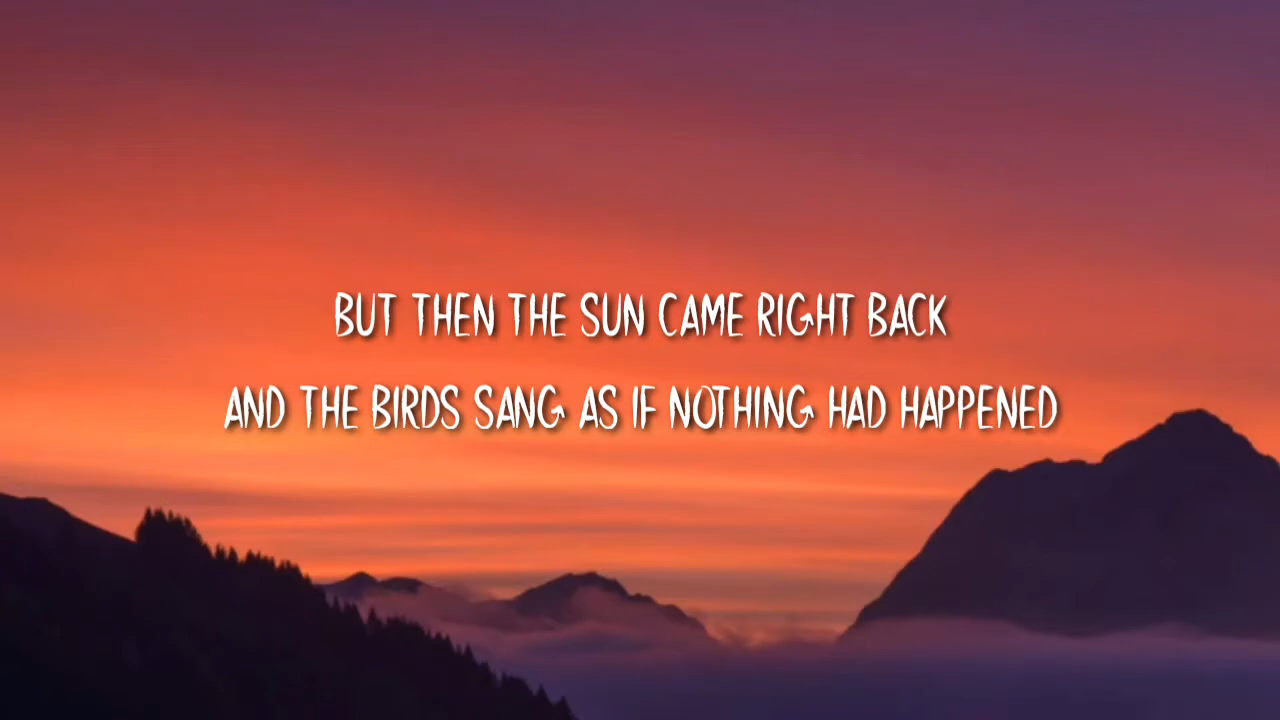 BUT THEN THE SUN CAME RIGHT BACK
AND THE BIRDS SANG AS IF NOTHING HAD HAPPENED